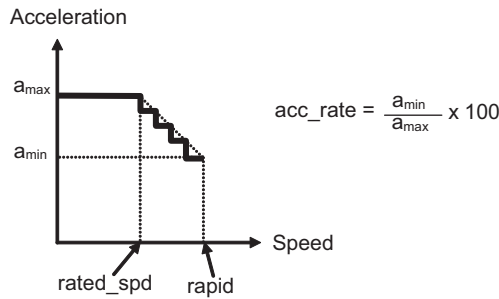 Acceleration
amax
amin
acc_rate = amin / amax x 100
Speed
rated_spd
rapid